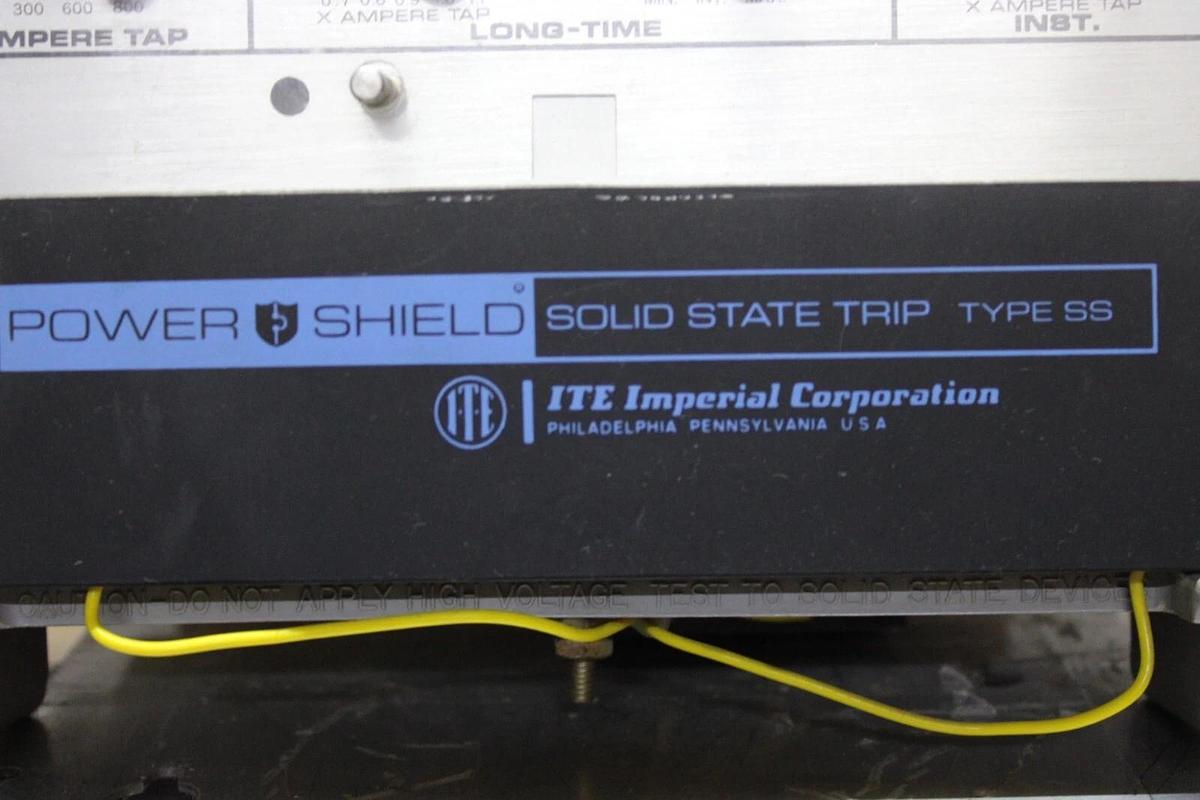 300 600 800
MPERE TAP
X AMPERE TAP
LONG-TIME
X AMPERE TAP
INST.
POWER SHIELD® SOLID STATE TRIP TYPE SS
I-T-E ITE Imperial Corporation
PHILADELPHIA PENNSYLVANIA USA
CAUTION-DO NOT APPLY HIGH VOLTAGE TEST TO SOLID STATE DEVICE